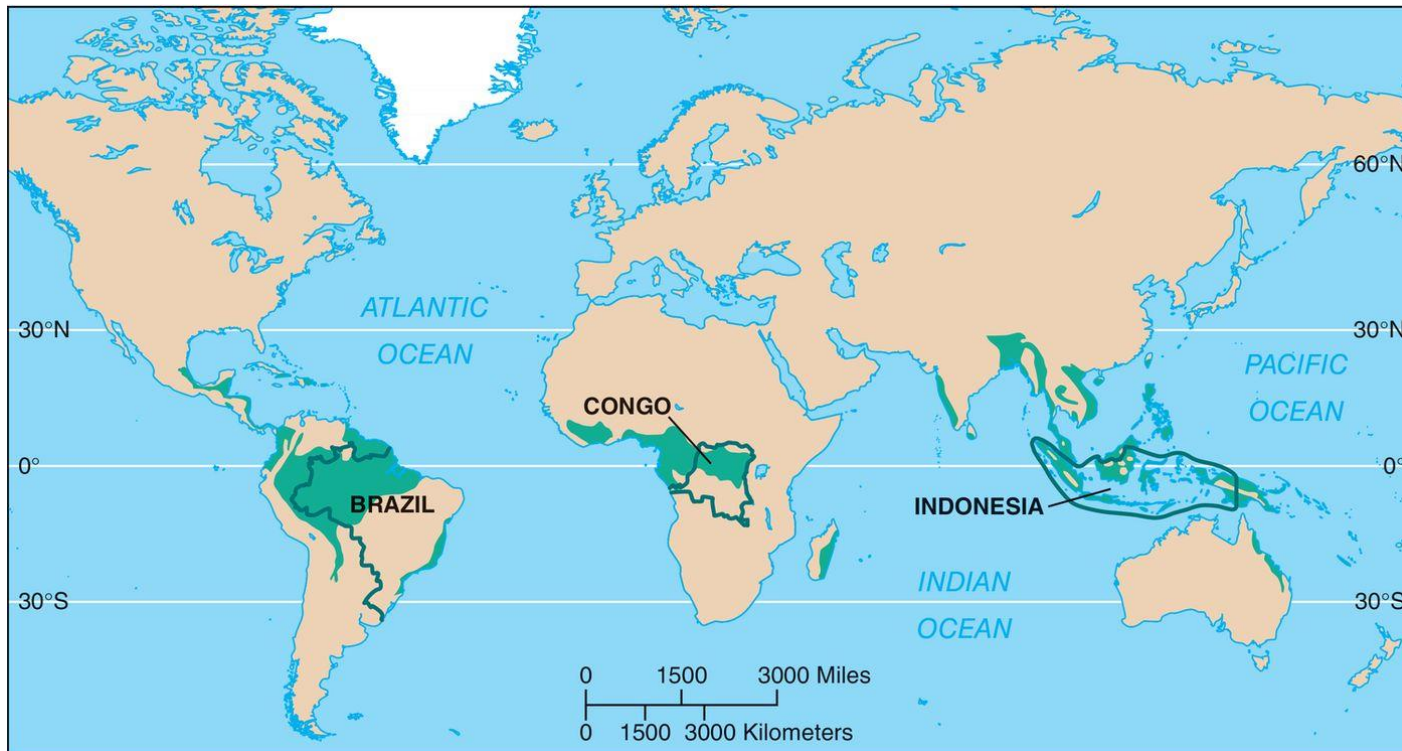 60°N
ATLANTIC
OCEAN
30°N
30°N
PACIFIC
OCEAN
CONGO
0°
0°
BRAZIL
INDONESIA
INDIAN
OCEAN
30°S
30°S
0 1500 3000 Miles
0 1500 3000 Kilometers